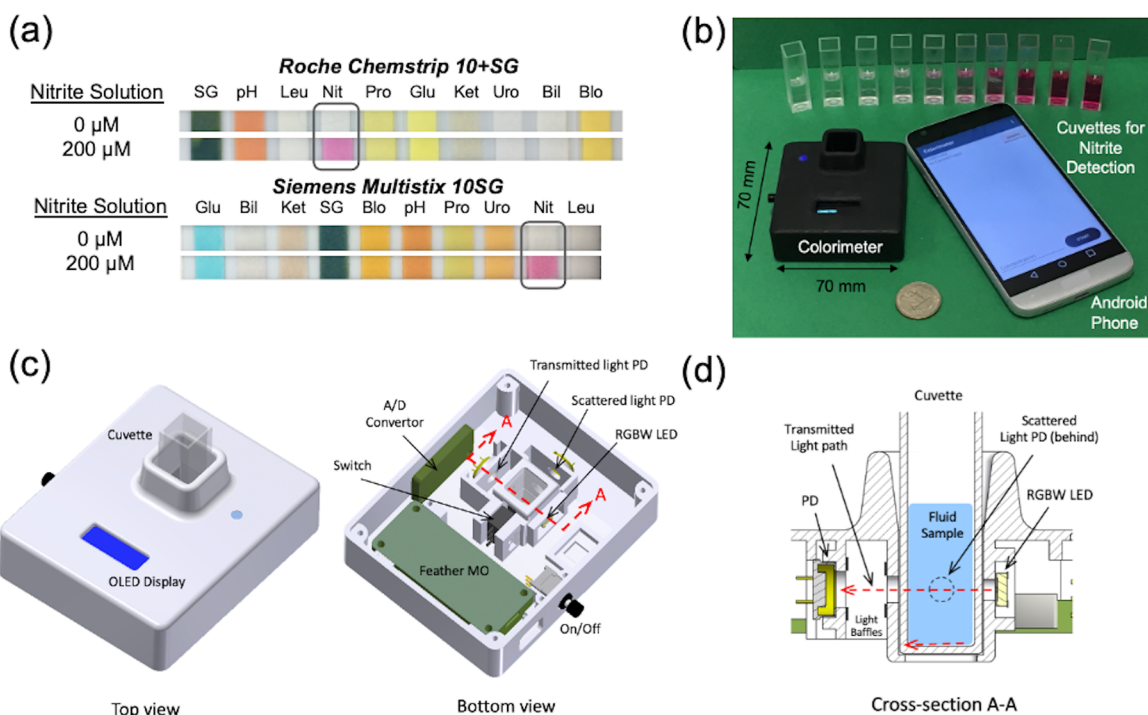 (a)
Roche Chemstrip 10+SG
Nitrite Solution SG pH Leu Nit Pro Glu Ket Uro Bil Blo
0 µM
200 µM
Siemens Multistix 10SG
Nitrite Solution Glu Bil Ket SG Blo pH Pro Uro Nit Leu
0 µM
200 µM
(b)
Cuvettes for
Nitrite
Detection
70 mm
Colorimeter
70 mm
Android
Phone
(c)
Cuvette
OLED Display
Top view
Transmitted light PD
Scattered light PD
A/D
Convertor
RGBW LED
Switch
A
A
Feather MO
On/Off
Bottom view
(d)
Cuvette
Transmitted
Light path
Scattered
Light PD (behind)
PD
RGBW LED
Fluid
Sample
Light
Baffles
Cross-section A-A